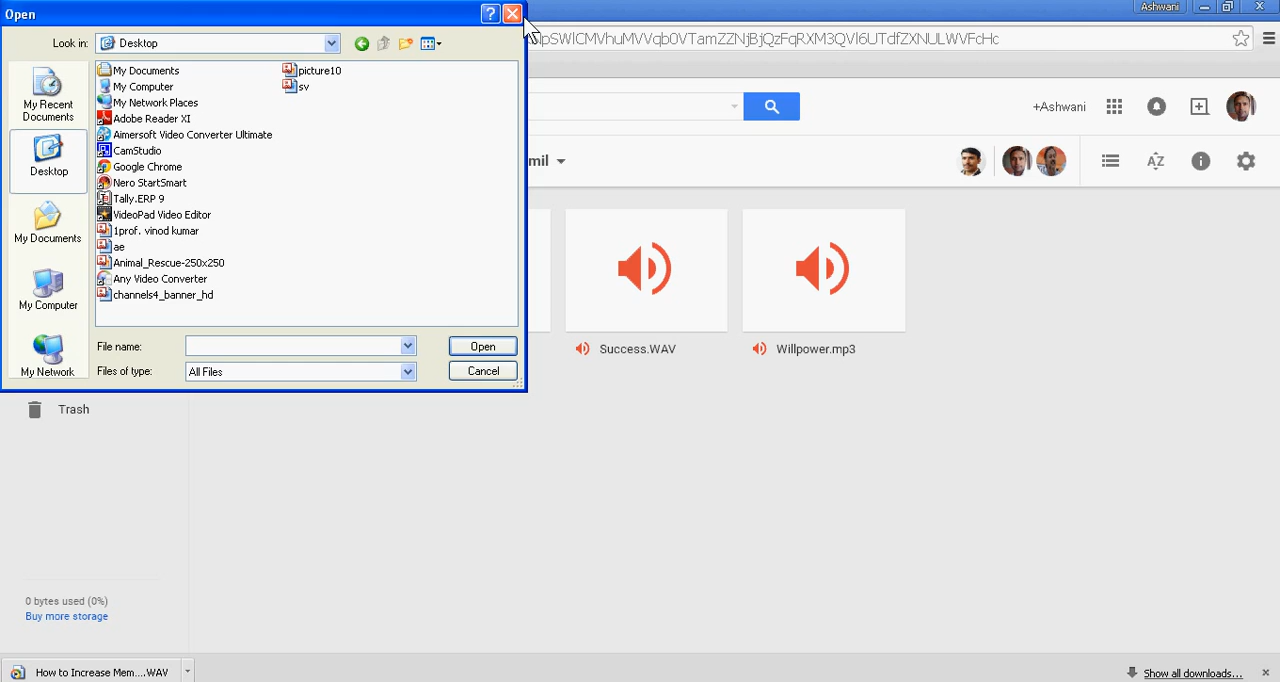 Open
Ashwani
Look in:
Desktop
My Recent
Documents
Desktop
My Documents
My Computer
My Network
My Documents
My Computer
My Network Places
Adobe Reader XI
Aimersoft Video Converter Ultimate
CamStudio
Google Chrome
Nero StartSmart
Tally.ERP 9
VideoPad Video Editor
1prof. vinod kumar
ae
Animal_Rescue-250x250
Any Video Converter
channels4_banner_hd
picture10
sv
File name:
Open
Files of type:
All Files
Cancel
+Ashwani
mil
Success.WAV
Willpower.mp3
Trash
0 bytes used (0%)
Buy more storage
How to Increase Mem....WAV
Show all downloads...